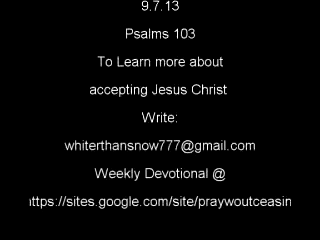 9.7.13
Psalms 103
To Learn more about
accepting Jesus Christ
Write:
whiterthansnow777@gmail.com
Weekly Devotional @
ttps://sites.google.com/site/praywoutceasin